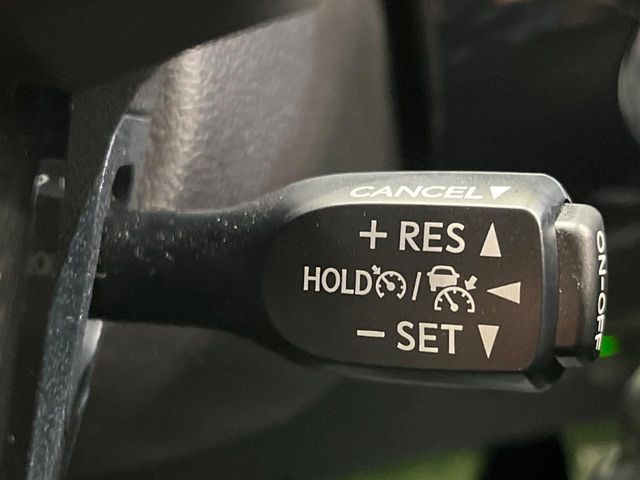 CANCEL
+ RES
HOLD /
- SET
ON-OFF